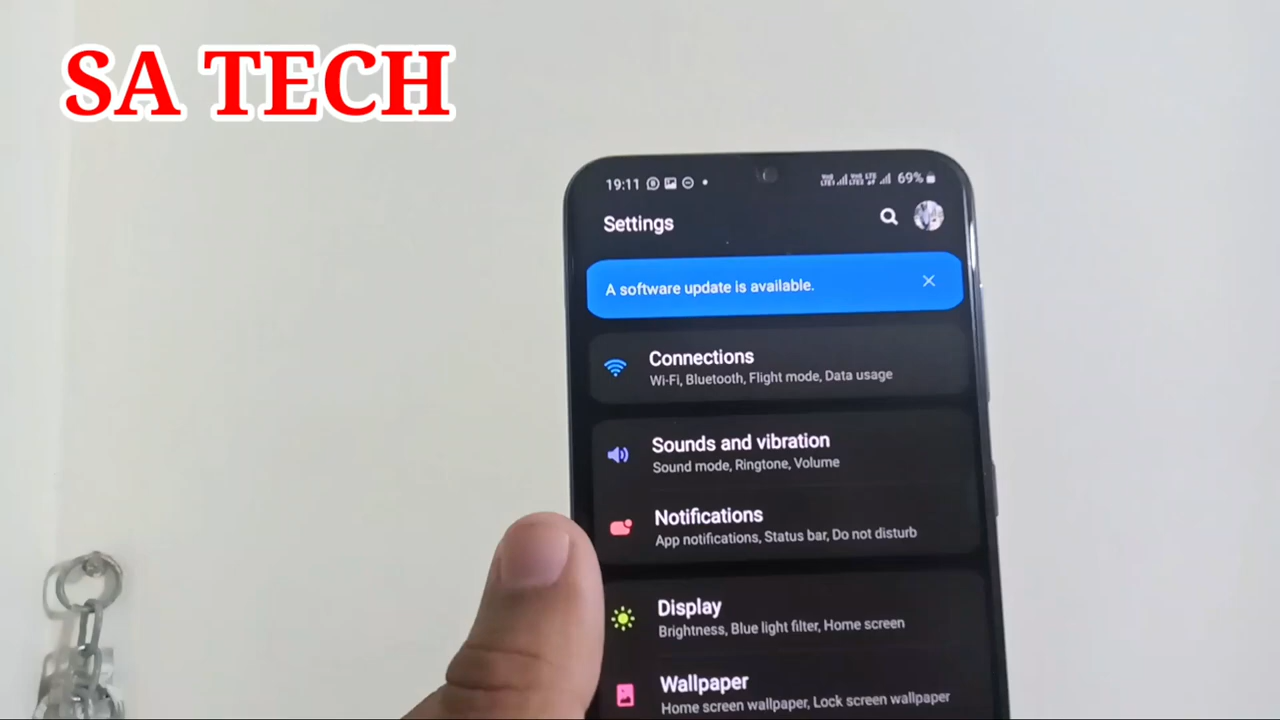 SA TECH
19:11 69%
Settings
A software update is available.
Connections
Wi-Fi, Bluetooth, Flight mode, Data usage
Sounds and vibration
Sound mode, Ringtone, Volume
Notifications
App notifications, Status bar, Do not disturb
Display
Brightness, Blue light filter, Home screen
Wallpaper
Home screen wallpaper, Lock screen wallpaper